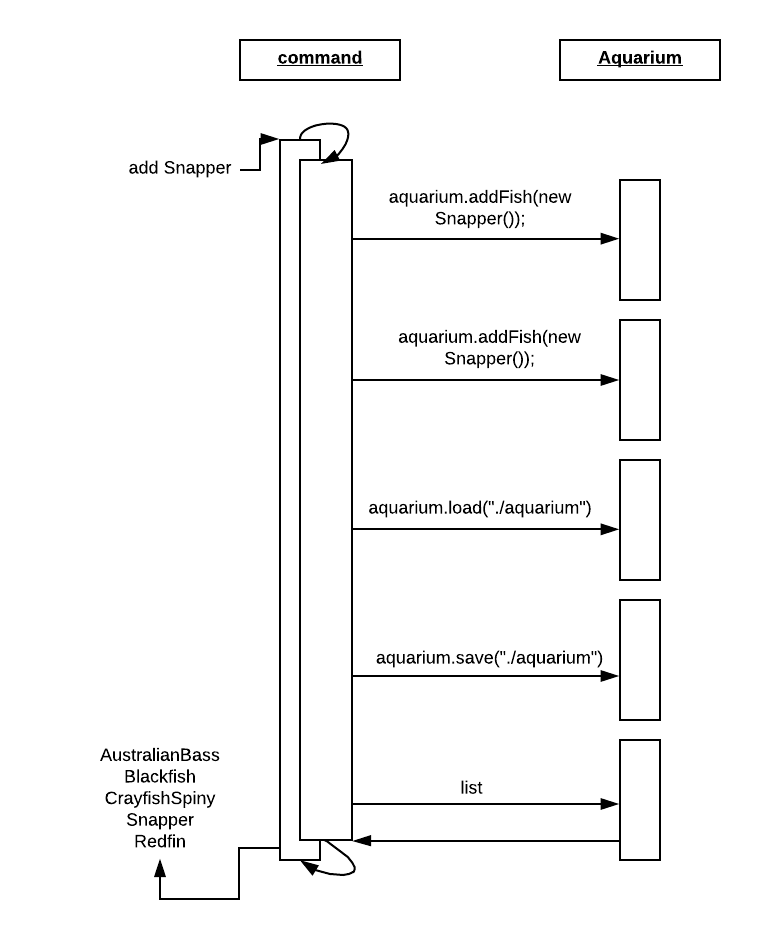 command
Aquarium
add Snapper
aquarium.addFish(new
Snapper());
aquarium.addFish(new
Snapper());
aquarium.load("./aquarium")
aquarium.save("./aquarium")
AustralianBass
Blackfish
CrayfishSpiny
Snapper
Redfin
list